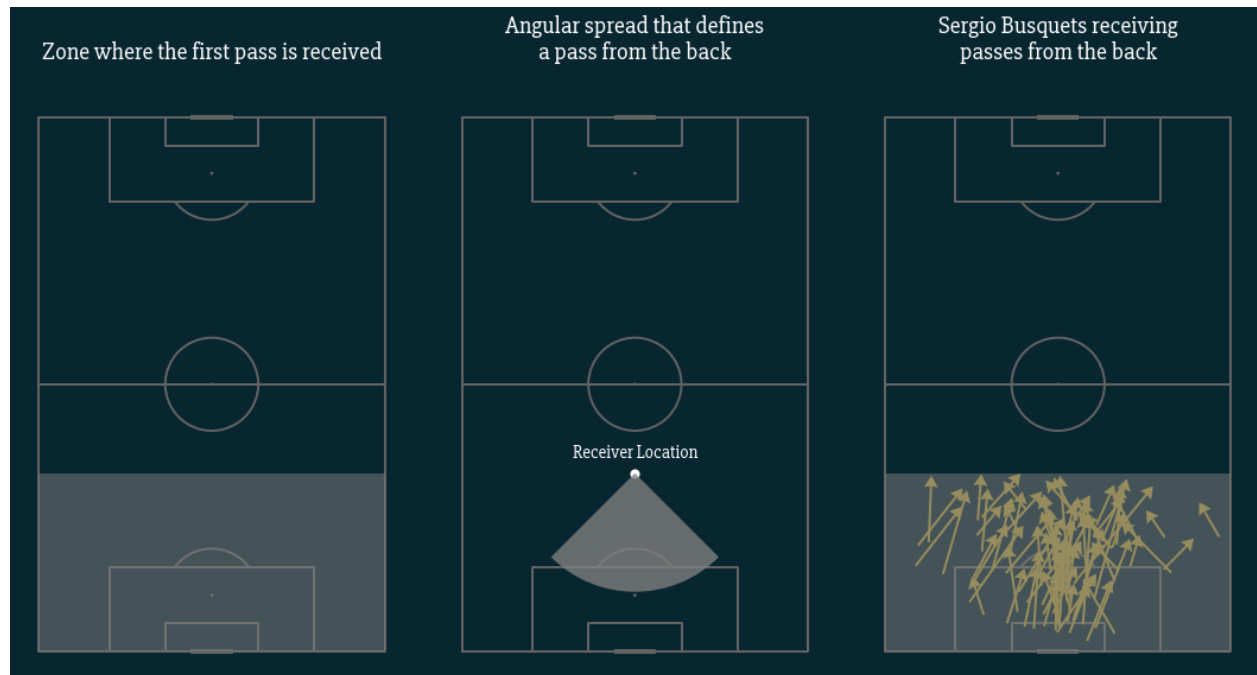 Zone where the first pass is received
Angular spread that defines
a pass from the back
Sergio Busquets receiving
passes from the back
Receiver Location